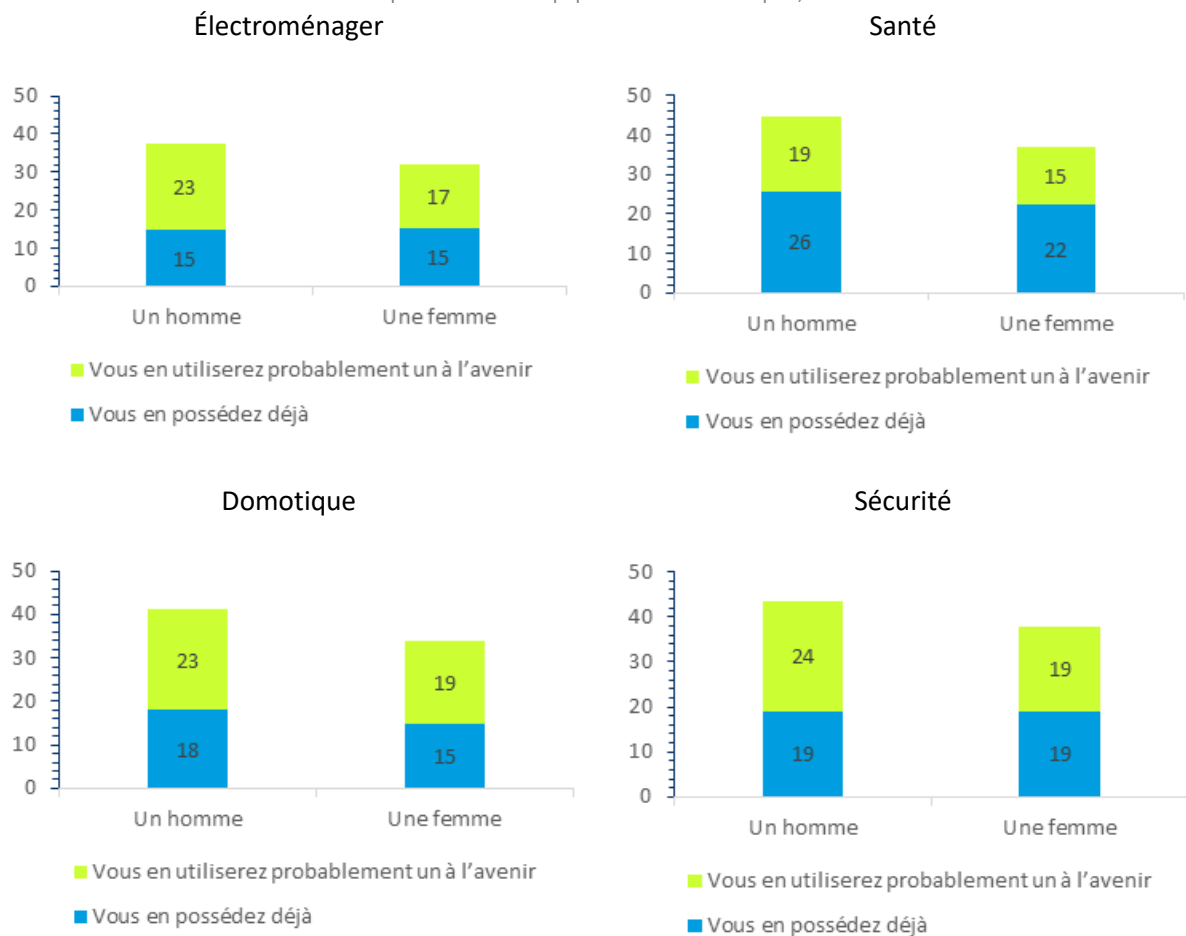 Électroménager
50
40
30
20
10
0
23
15
17
15
Un homme Une femme
Vous en utiliserez probablement un à l’avenir
Vous en possédez déjà
Santé
50
40
30
20
10
0
19
26
15
22
Un homme Une femme
Vous en utiliserez probablement un à l’avenir
Vous en possédez déjà
Domotique
50
40
30
20
10
0
23
18
19
15
Un homme Une femme
Vous en utiliserez probablement un à l’avenir
Vous en possédez déjà
Sécurité
50
40
30
20
10
0
24
19
19
19
Un homme Une femme
Vous en utiliserez probablement un à l’avenir
Vous en possédez déjà